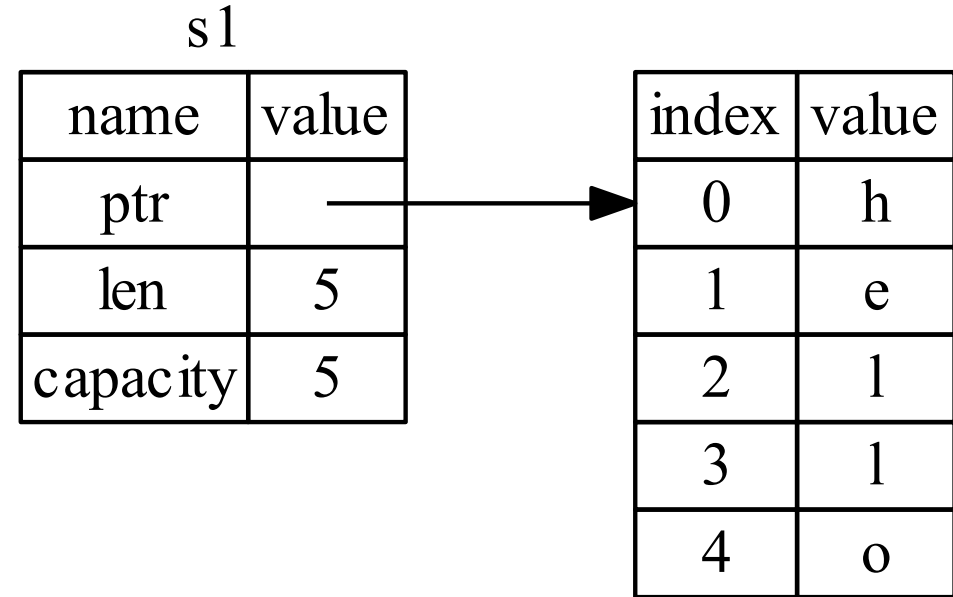 s1
name value
ptr
len 5
capacity 5
index value
0 h
1 e
2 l
3 l
4 o